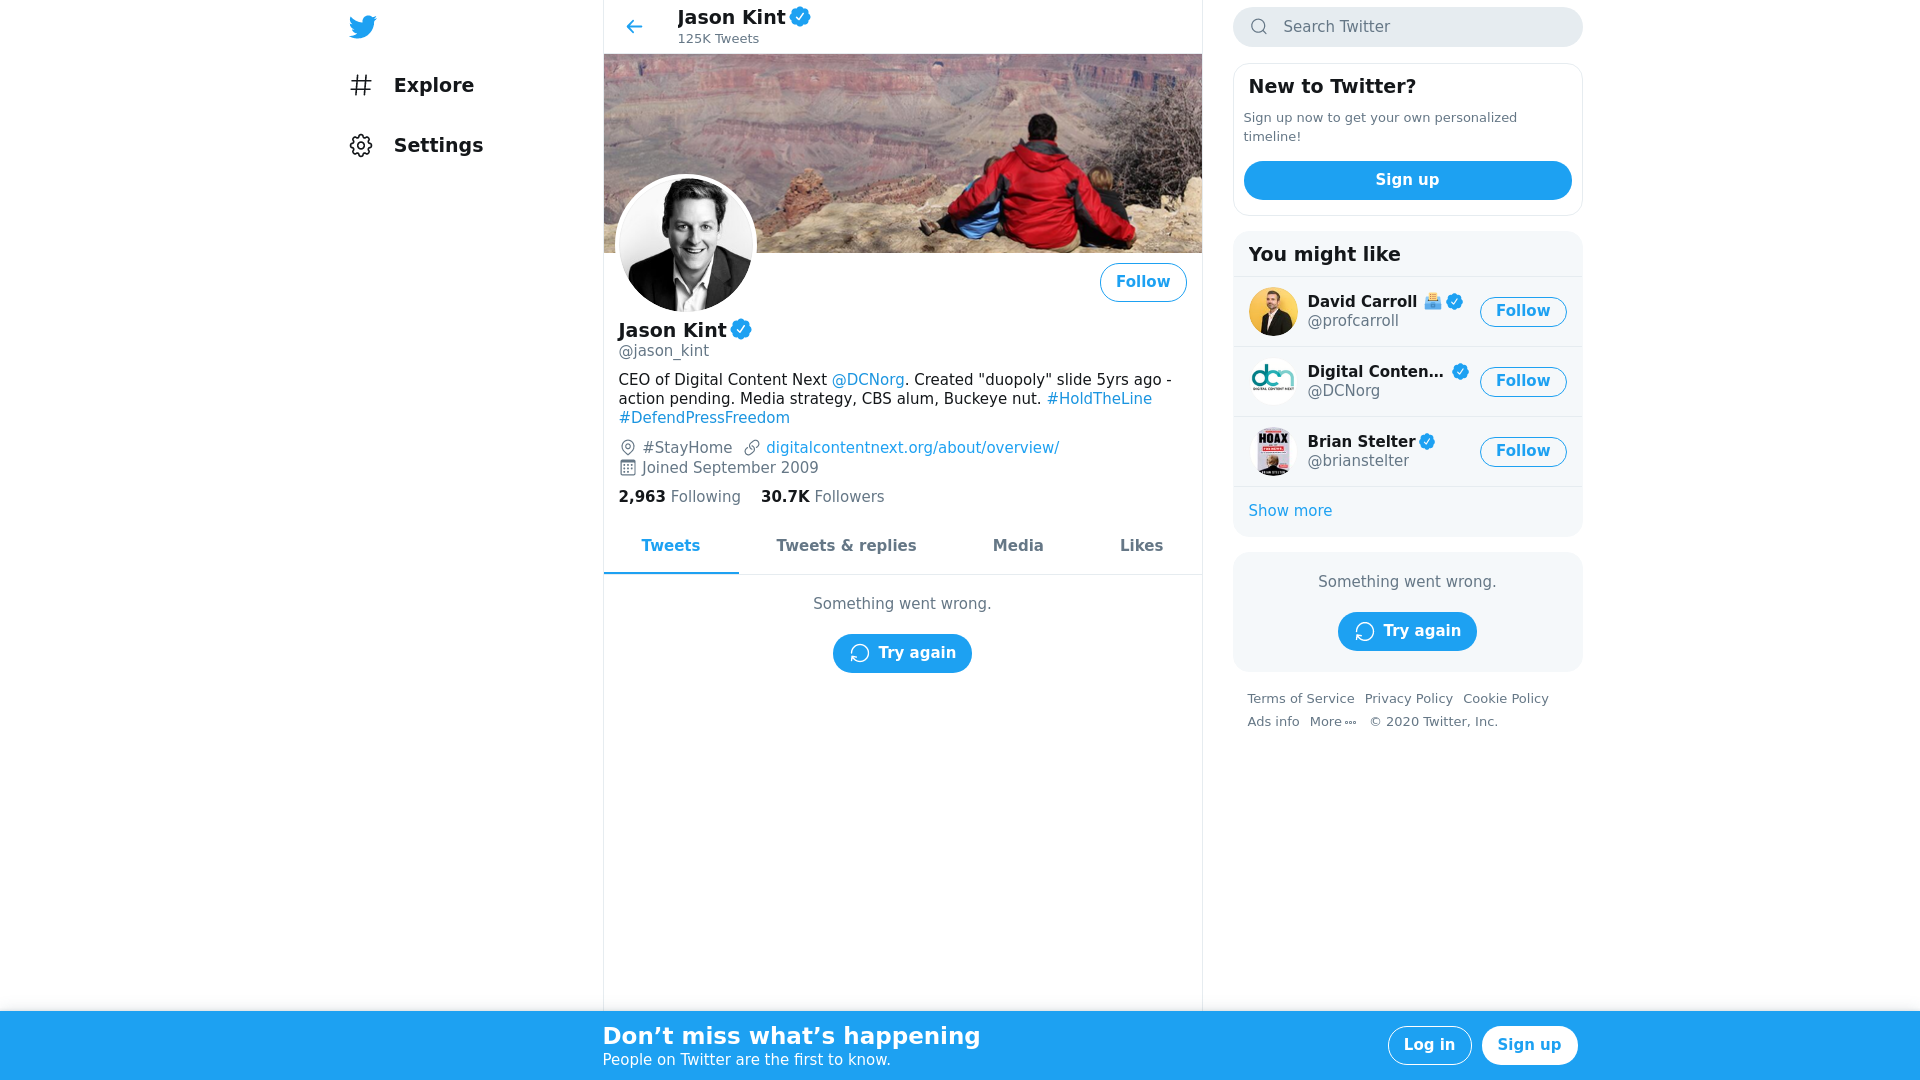 Explore
Settings
Jason Kint
125K Tweets
Follow
Jason Kint
@jason_kint
CEO of Digital Content Next @DCNorg. Created "duopoly" slide 5yrs ago -
action pending. Media strategy, CBS alum, Buckeye nut. #HoldTheLine
#DefendPressFreedom
#StayHome digitalcontentnext.org/about/overview/
Joined September 2009
2,963 Following 30.7K Followers
Tweets Tweets & replies Media Likes
Something went wrong.
Try again
Search Twitter
New to Twitter?
Sign up now to get your own personalized
timeline!
Sign up
You might like
David Carroll
@profcarroll
Follow
dcn
DIGITAL CONTENT NEXT
Digital Conten...
@DCNorg
Follow
HOAX
Brian Stelter
@brianstelter
Follow
Show more
Something went wrong.
Try again
Terms of Service Privacy Policy Cookie Policy
Ads info More © 2020 Twitter, Inc.
Don’t miss what’s happening
People on Twitter are the first to know.
Log in
Sign up